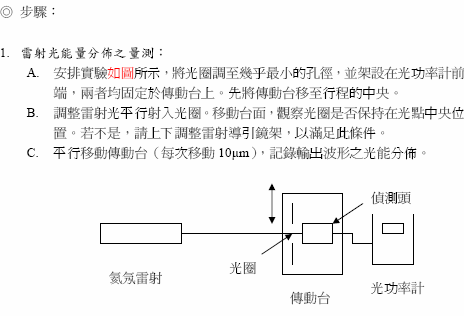 ◎ 步驟：
1. 雷射光能量分佈之量測：
A. 安排實驗如圖所示，將光圈調至幾乎最小的孔徑，並架設在光功率計前
端，兩者均固定於傳動台上。先將傳動台移至行程的中央。
B. 調整雷射光平行射入光圈。移動台面，觀察光圈是否保持在光點中央位
置。若不是，請上下調整雷射導引鏡架，以滿足此條件。
C. 平行移動傳動台（每次移動 10μm），記錄輸出波形之光能分佈。
偵測頭
光圈
氦氖雷射
傳動台
光功率計